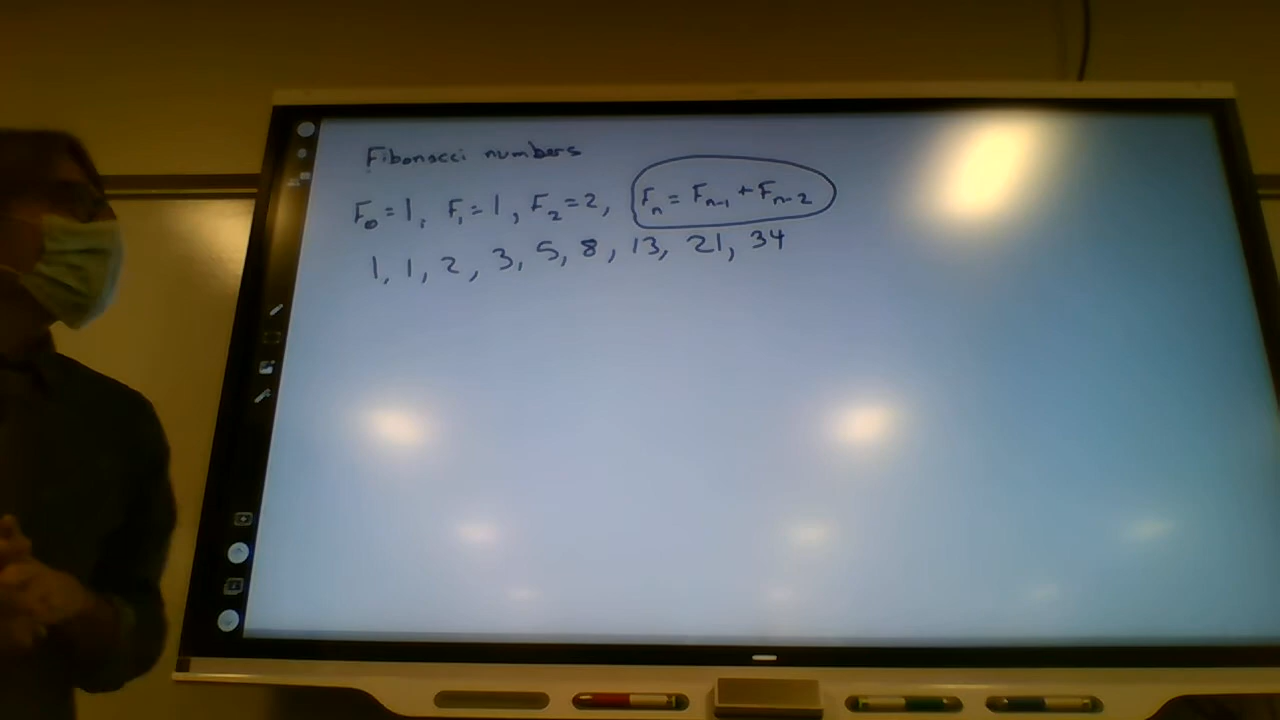 Fibonacci numbers
F₀ = 1, F₁ = 1, F₂ = 2, Fₙ = Fₙ₋₁ + Fₙ₋₂
1, 1, 2, 3, 5, 8, 13, 21, 34